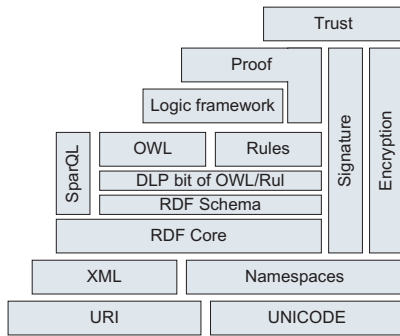 Trust
Proof
Logic framework
SparQL
OWL
Rules
Signature
Encryption
DLP bit of OWL/Rul
RDF Schema
RDF Core
XML
Namespaces
URI
UNICODE